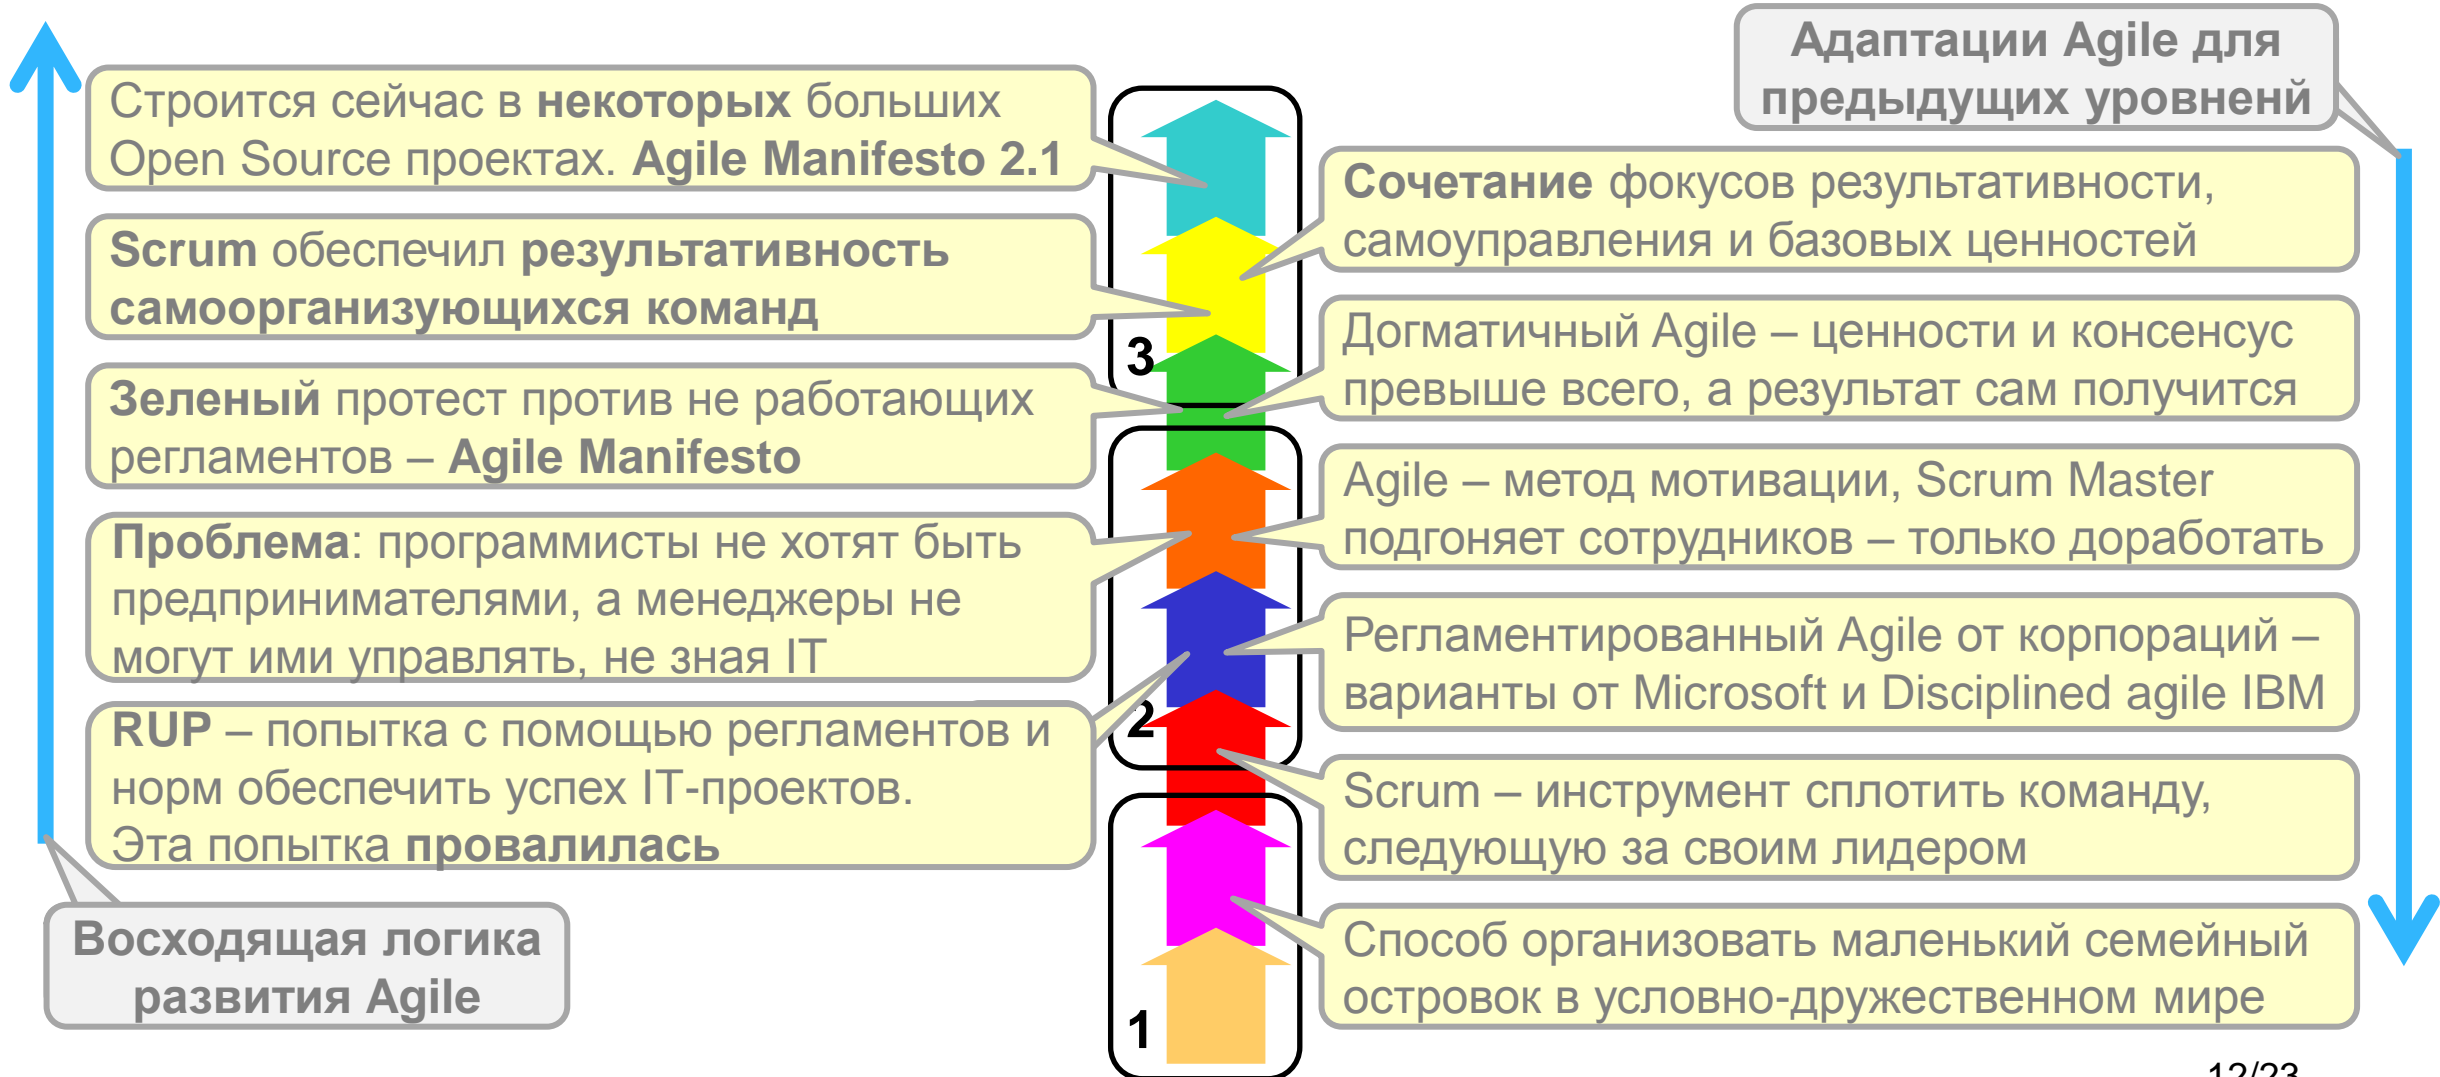 Адаптации Agile для
предыдущих уровненй
Строится сейчас в некоторых больших
Open Source проектах. Agile Manifesto 2.1
Scrum обеспечил результативность
самоорганизующихся команд
Зеленый протест против не работающих
регламентов – Agile Manifesto
Проблема: программисты не хотят быть
предпринимателями, а менеджеры не
могут ими управлять, не зная IT
RUP – попытка с помощью регламентов и
норм обеспечить успех IT-проектов.
Эта попытка провалилась
Восходящая логика
развития Agile
3
2
1
Сочетание фокусов результативности,
самоуправления и базовых ценностей
Догматичный Agile – ценности и консенсус
превыше всего, а результат сам получится
Agile – метод мотивации, Scrum Master
подгоняет сотрудников – только доработать
Регламентированный Agile от корпораций –
варианты от Microsoft и Disciplined agile IBM
Scrum – инструмент сплотить команду,
следующую за своим лидером
Способ организовать маленький семейный
островок в условно-дружественном мире
12/23